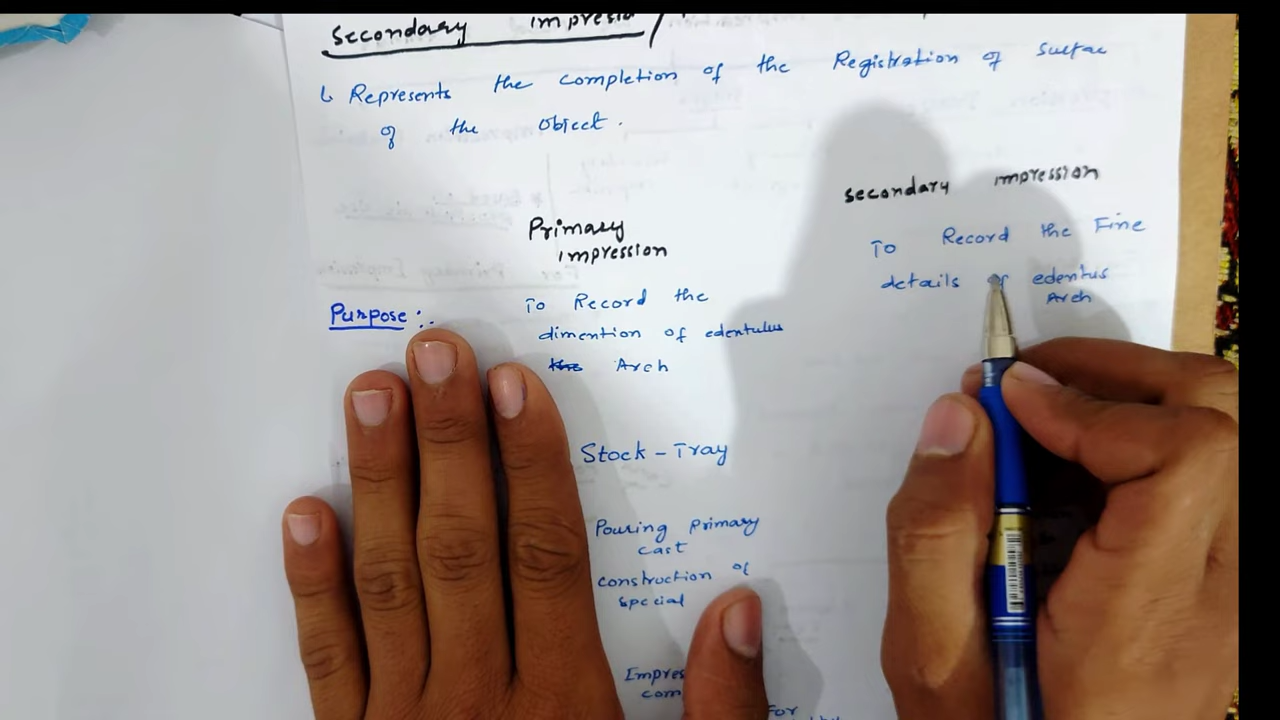 Secondary impresio
↳ Represents the completion of the Registration of Surfac
of the Object.
Primary
impression
Secondary impression
Purpose :.
To Record the
dimention of edentulus
Arch
To Record the Fine
details of edentus
Arch
Stock - Tray
Pouring Primary
cast
construction of
special
Impres
com
For